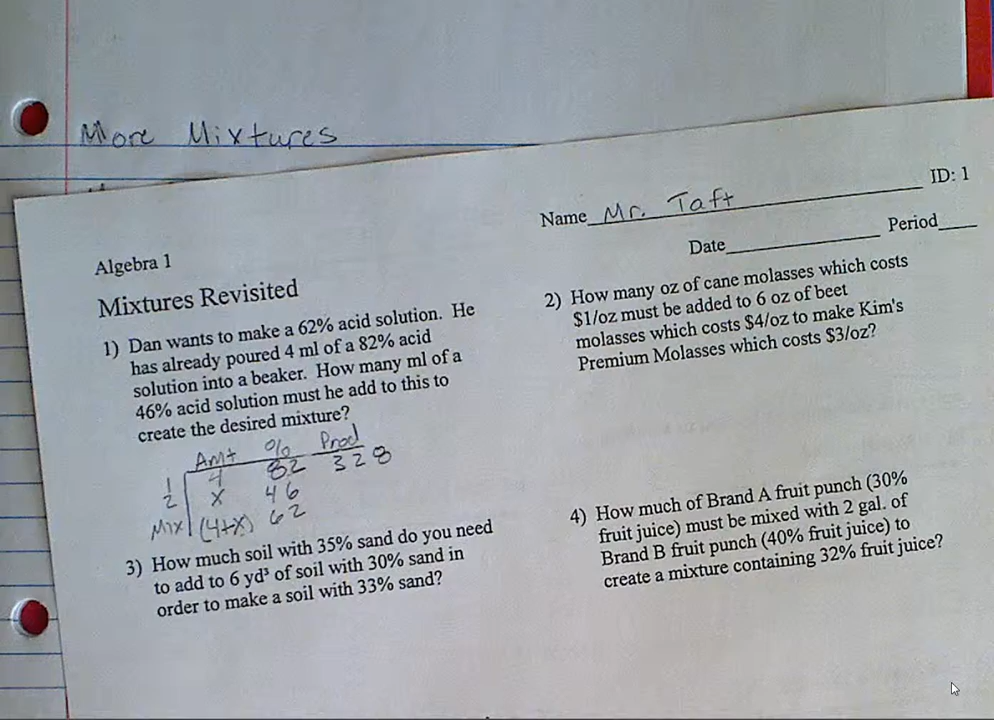 More Mixtures
Name Mr. Taft ID: 1
Date Period
Algebra 1
Mixtures Revisited
1) Dan wants to make a 62% acid solution. He
has already poured 4 ml of a 82% acid
solution into a beaker. How many ml of a
46% acid solution must he add to this to
create the desired mixture?
Amt % Prod
1 4 82 328
2 x 46
Mix (4+x) 62
2) How many oz of cane molasses which costs
$1/oz must be added to 6 oz of beet
molasses which costs $4/oz to make Kim's
Premium Molasses which costs $3/oz?
3) How much soil with 35% sand do you need
to add to 6 yd³ of soil with 30% sand in
order to make a soil with 33% sand?
4) How much of Brand A fruit punch (30%
fruit juice) must be mixed with 2 gal. of
Brand B fruit punch (40% fruit juice) to
create a mixture containing 32% fruit juice?